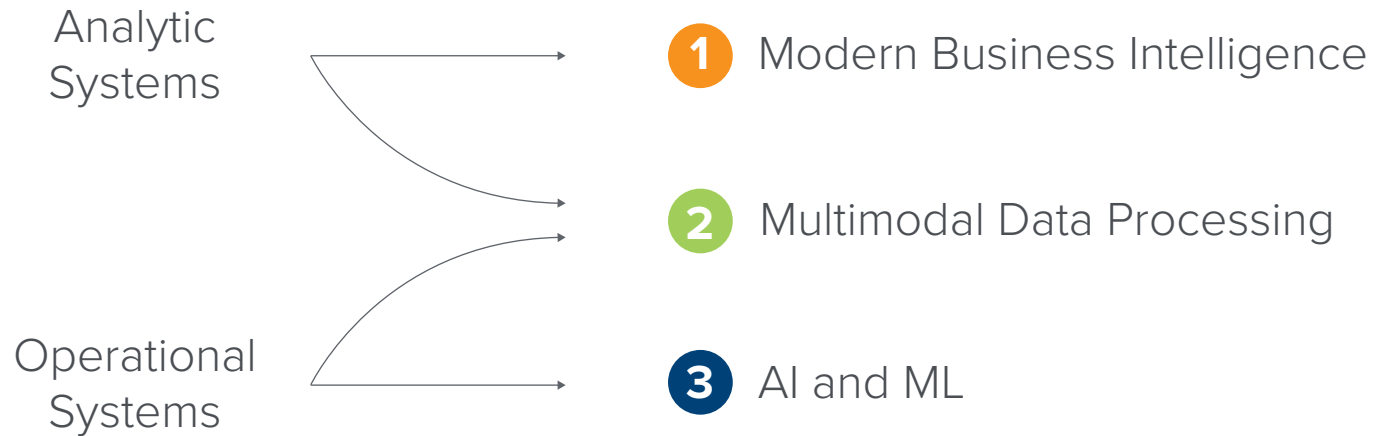 Analytic
Systems
1 Modern Business Intelligence
2 Multimodal Data Processing
Operational
Systems
3 AI and ML